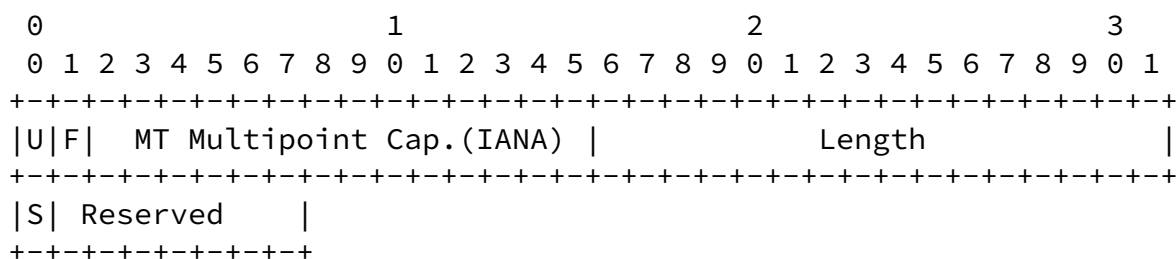 0                   1                   2                   3
 0 1 2 3 4 5 6 7 8 9 0 1 2 3 4 5 6 7 8 9 0 1 2 3 4 5 6 7 8 9 0 1
+-+-+-+-+-+-+-+-+-+-+-+-+-+-+-+-+-+-+-+-+-+-+-+-+-+-+-+-+-+-+-+-+
|U|F|  MT Multipoint Cap.(IANA) |            Length             |
+-+-+-+-+-+-+-+-+-+-+-+-+-+-+-+-+-+-+-+-+-+-+-+-+-+-+-+-+-+-+-+-+
|S| Reserved    |
+-+-+-+-+-+-+-+-+